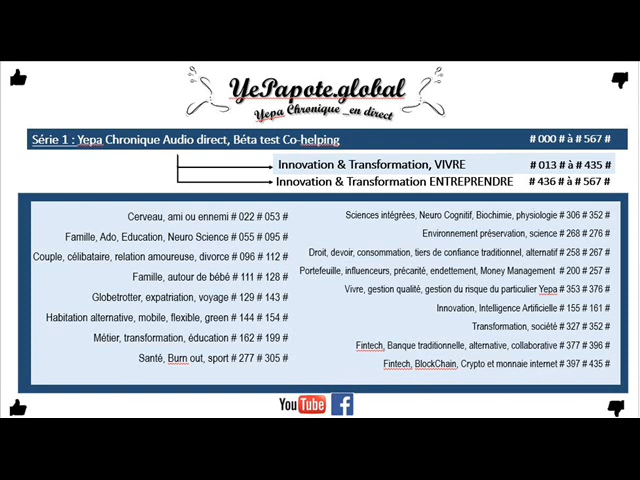 YePapote.global
Yepa Chronique _en direct
Série 1 : Yepa Chronique Audio direct, Béta test Co-helping # 000 # à # 567 #
Innovation & Transformation, VIVRE # 013 # à # 435 #
Innovation & Transformation ENTREPRENDRE # 436 # à # 567 #
Cerveau, ami ou ennemi # 022 # 053 #
Famille, Ado, Education, Neuro Science # 055 # 095 #
Couple, célibataire, relation amoureuse, divorce # 096 # 112 #
Famille, autour de bébé # 111 # 128 #
Globetrotter, expatriation, voyage # 129 # 143 #
Habitation alternative, mobile, flexible, green # 144 # 154 #
Métier, transformation, éducation # 162 # 199 #
Santé, Burn out, sport # 277 # 305 #
Sciences intégrées, Neuro Cognitif, Biochimie, physiologie # 306 # 352 #
Environnement préservation, science # 268 # 276 #
Droit, devoir, consommation, tiers de confiance traditionnel, alternatif # 258 # 267 #
Portefeuille, influenceurs, précarité, endettement, Money Management # 200 # 257 #
Vivre, gestion qualité, gestion du risque du particulier Yepa # 353 # 376 #
Innovation, Intelligence Artificielle # 155 # 161 #
Transformation, société # 327 # 352 #
Fintech, Banque traditionnelle, alternative, collaborative # 377 # 396 #
Fintech, BlockChain, Crypto et monnaie internet # 397 # 435 #
YouTube f